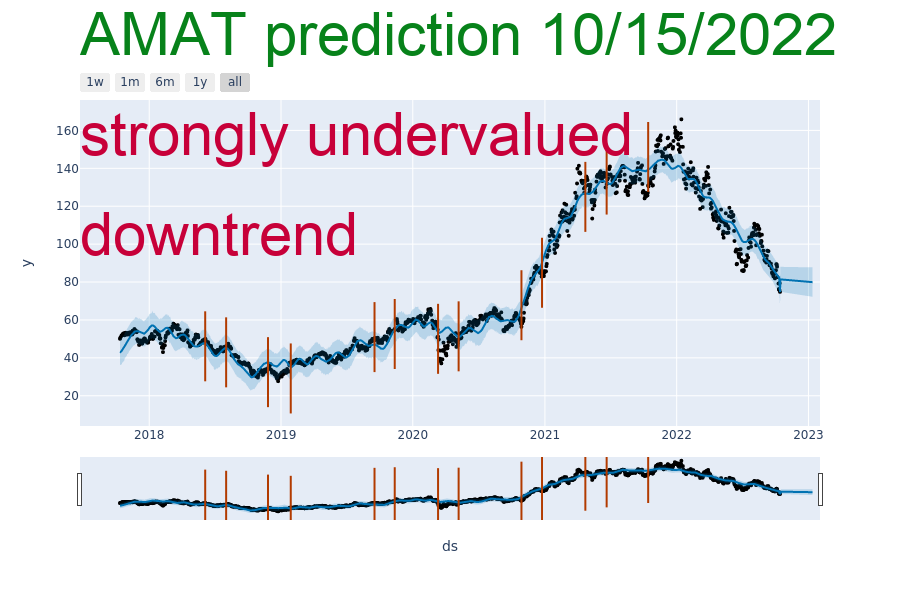 AMAT prediction 10/15/2022
1w 1m 6m 1y all
strongly undervalued
downtrend
160
140
120
100
80
60
40
20
y
2018 2019 2020 2021 2022 2023
ds